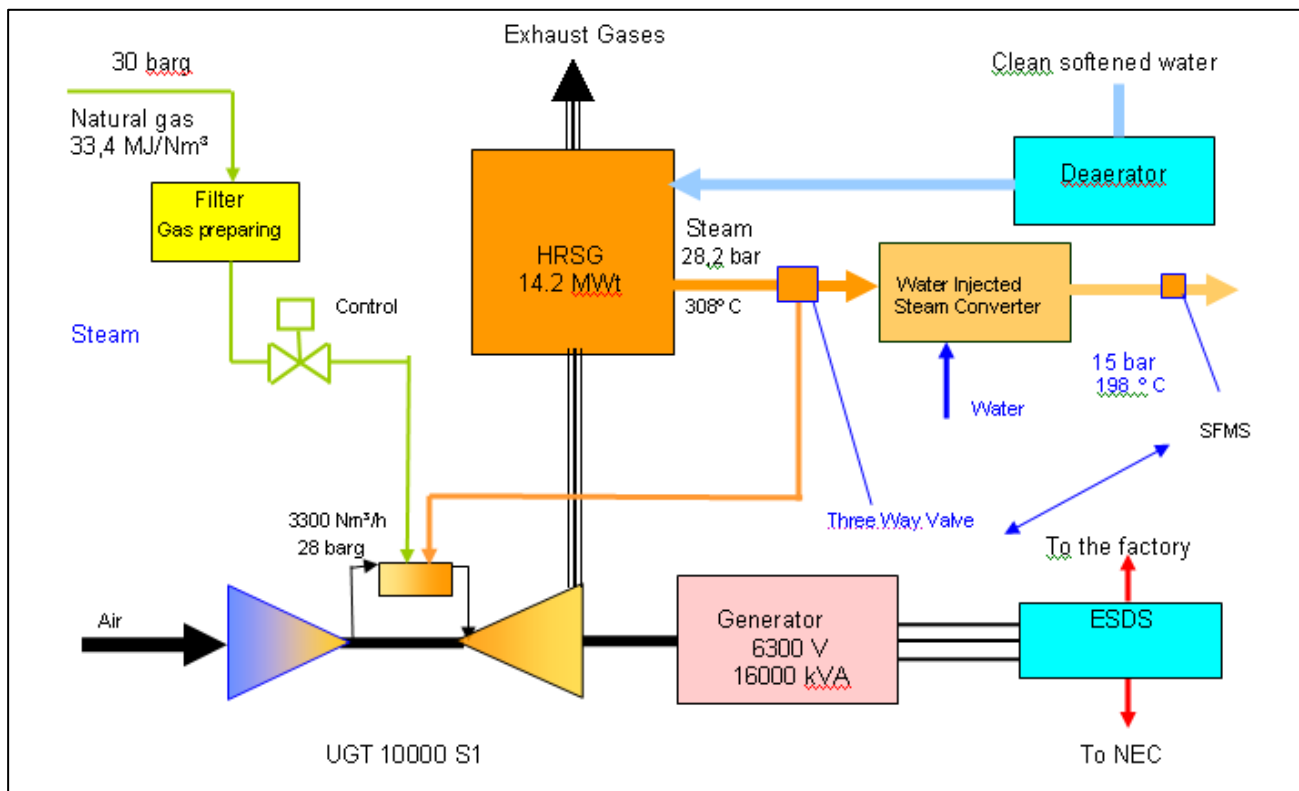 Exhaust Gases
30 barg
Clean softened water
Natural gas
33,4 MJ/Nm³
Deaerator
Filter
Gas preparing
Steam
28,2 bar
HRSG
14.2 MWt
308º C
Water Injected
Steam Converter
Control
Steam
15 bar
198 º C
Water
SFMS
3300 Nm³/h
28 barg
Three Way Valve
To the factory
Air
Generator
6300 V
16000 kVA
ESDS
UGT 10000 S1
To NEC